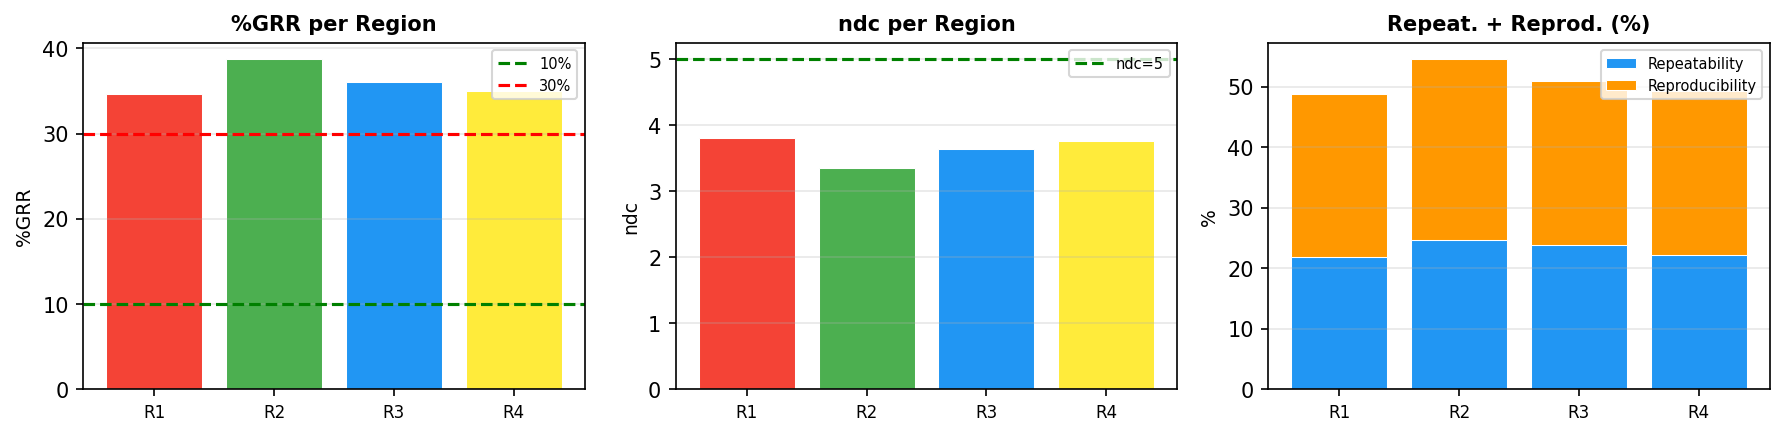 %GRR per Region
%GRR
40
30
20
10
0
R1
R2
R3
R4
10%
30%
ndc per Region
ndc
5
4
3
2
1
0
R1
R2
R3
R4
ndc=5
Repeat. + Reprod. (%)
%
50
40
30
20
10
0
R1
R2
R3
R4
Repeatability
Reproducibility